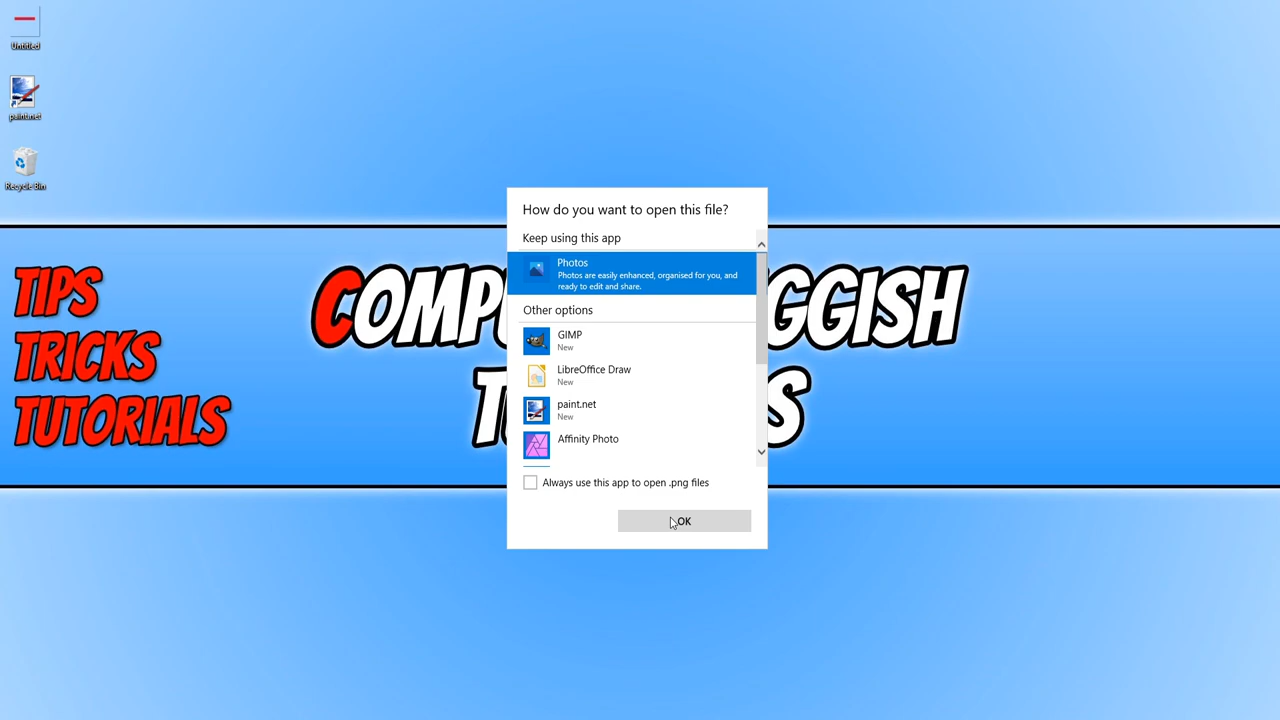 Untitled
paint.net
Recycle Bin
TIPS
TRICKS
TUTORIALS
COMPU GGISH
T S
How do you want to open this file?
Keep using this app
Photos
Photos are easily enhanced, organised for you, and
ready to edit and share.
Other options
GIMP
New
LibreOffice Draw
New
paint.net
New
Affinity Photo
Always use this app to open .png files
OK